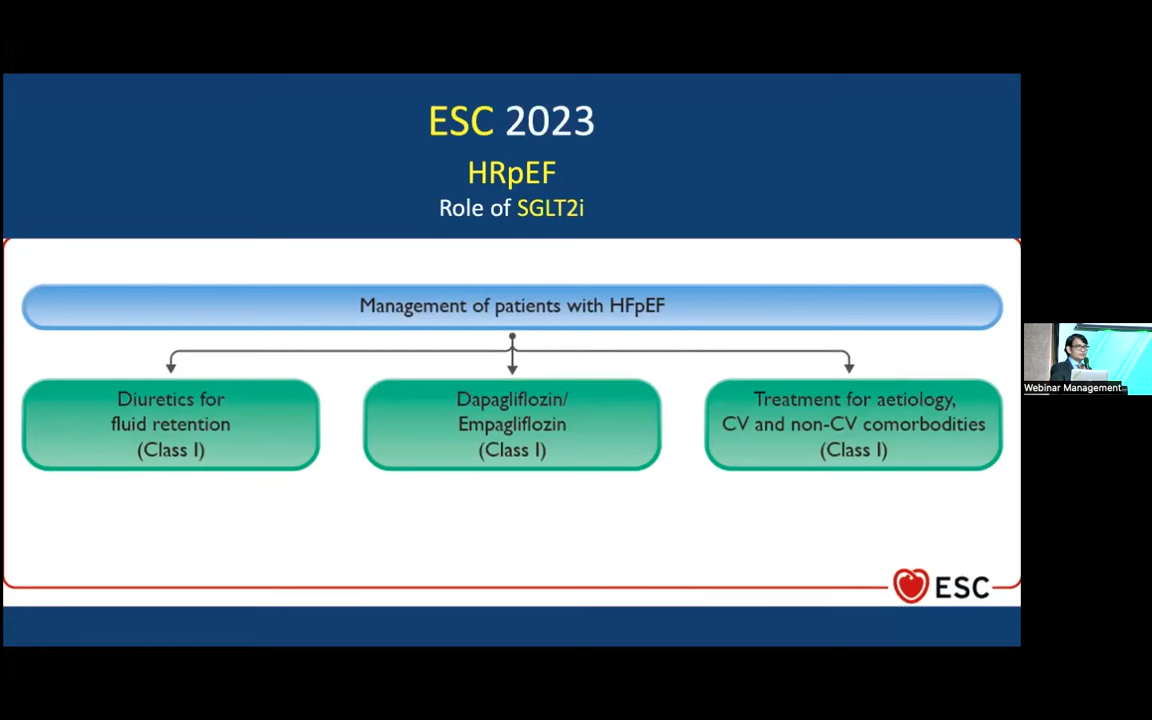 ESC 2023
HRpEF
Role of SGLT2i
Management of patients with HFpEF
Diuretics for
fluid retention
(Class I)
Dapagliflozin/
Empagliflozin
(Class I)
Treatment for aetiology,
CV and non-CV comorbodities
(Class I)
ESC
Webinar Management...